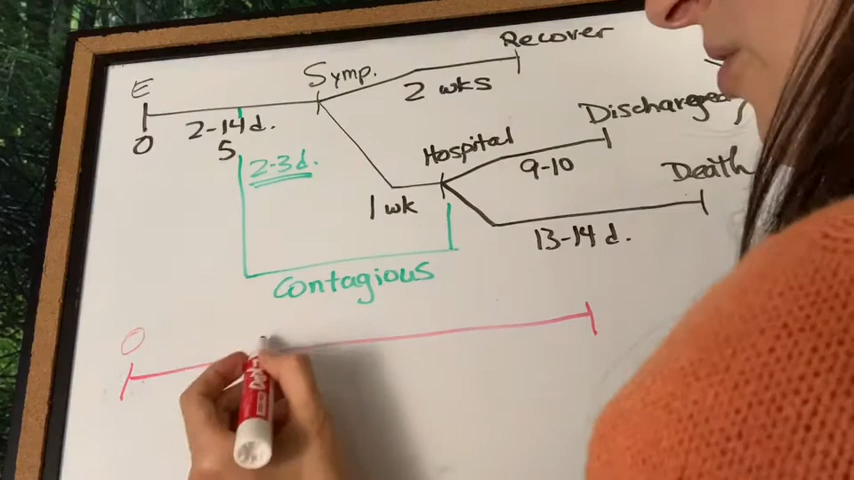 E
Symp.
Recover
0
2-14 d.
5
2 wks
2-3 d.
Hospital
Discharged
9-10
Death
1 wk
13-14 d.
Contagious
0